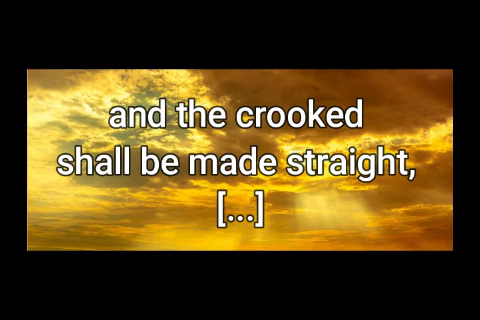 and the crooked
shall be made straight,
[...]